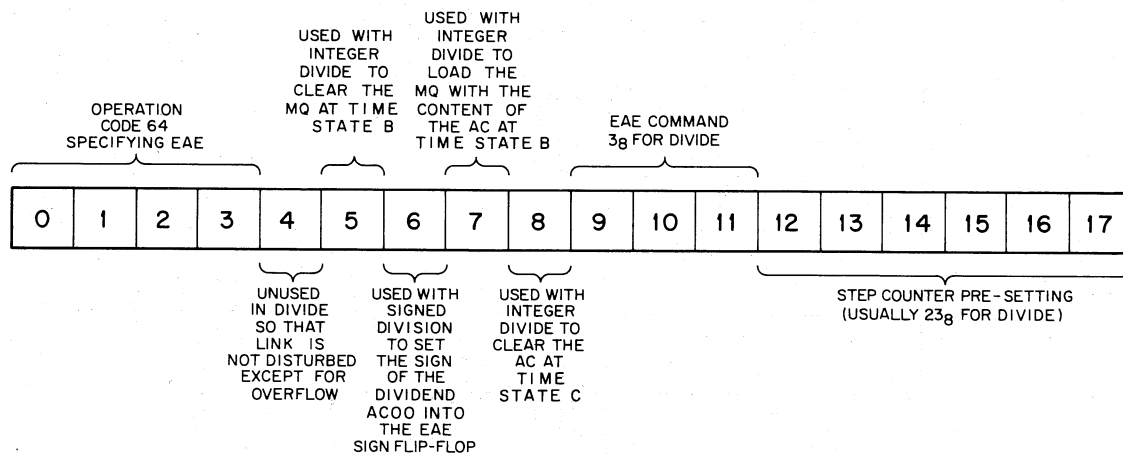 OPERATION
CODE 64
SPECIFYING EAE
USED WITH
INTEGER
DIVIDE TO
CLEAR THE
MQ AT TIME
STATE B
USED WITH
INTEGER
DIVIDE TO
LOAD THE
MQ WITH THE
CONTENT OF
THE AC AT
TIME STATE B
EAE COMMAND
3₈ FOR DIVIDE
0 1 2 3 4 5 6 7 8 9 10 11 12 13 14 15 16 17
UNUSED
IN DIVIDE
SO THAT
LINK IS
NOT DISTURBED
EXCEPT FOR
OVERFLOW
USED WITH
SIGNED
DIVISION
TO SET
THE SIGN
OF THE
DIVIDEND
ACOO INTO
THE EAE
SIGN FLIP-FLOP
USED WITH
INTEGER
DIVIDE TO
CLEAR THE
AC AT
TIME
STATE C
STEP COUNTER PRE-SETTING
(USUALLY 23₈ FOR DIVIDE)